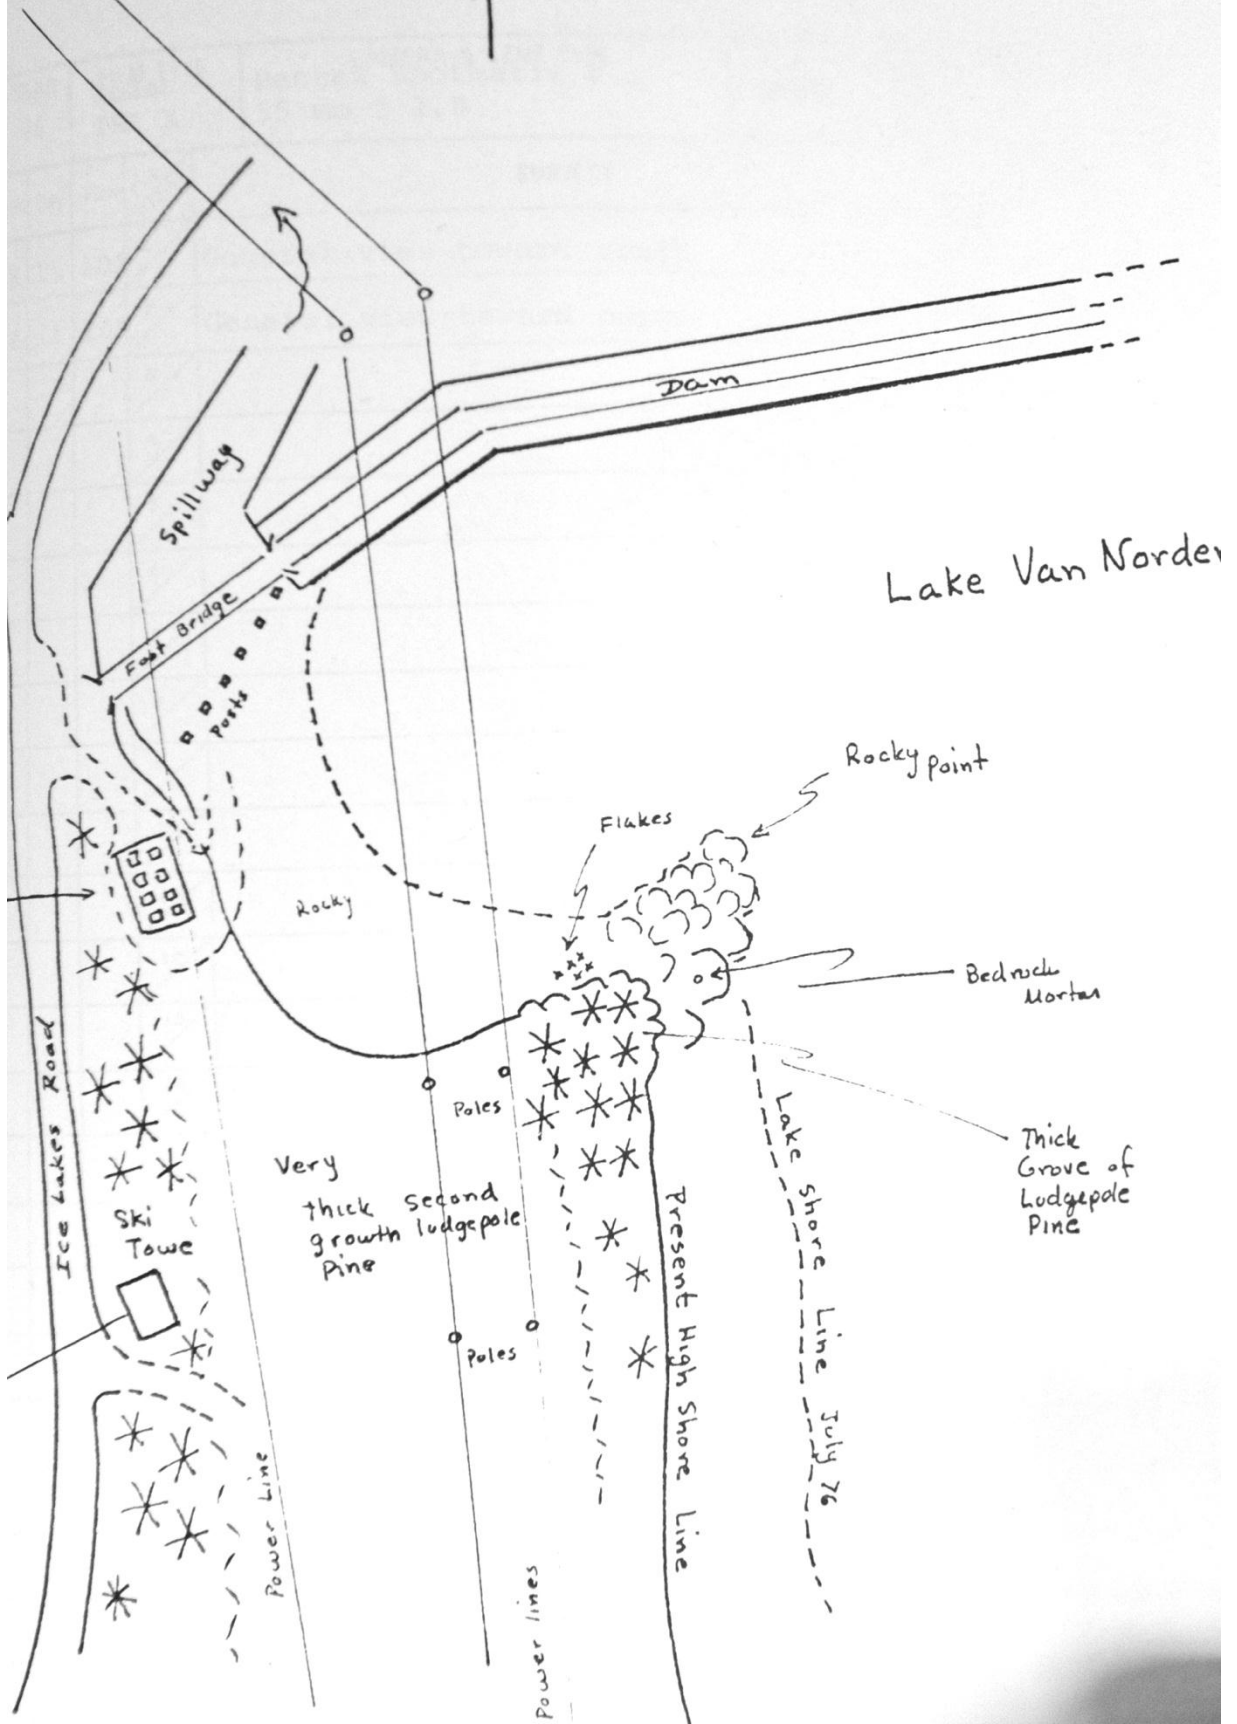 Dam
Spillway
Lake Van Norden
Foot Bridge
Posts
Rocky point
Flakes
Rocky
Bedrock
Mortar
Ice Lakes Road
Poles
Thick
Grove of
Lodgepole
Pine
Very
thick second
growth lodgepole
Pine
Ski
Towe
Lake Shore Line July 76
Present High Shore Line
Poles
Power Line
Power lines